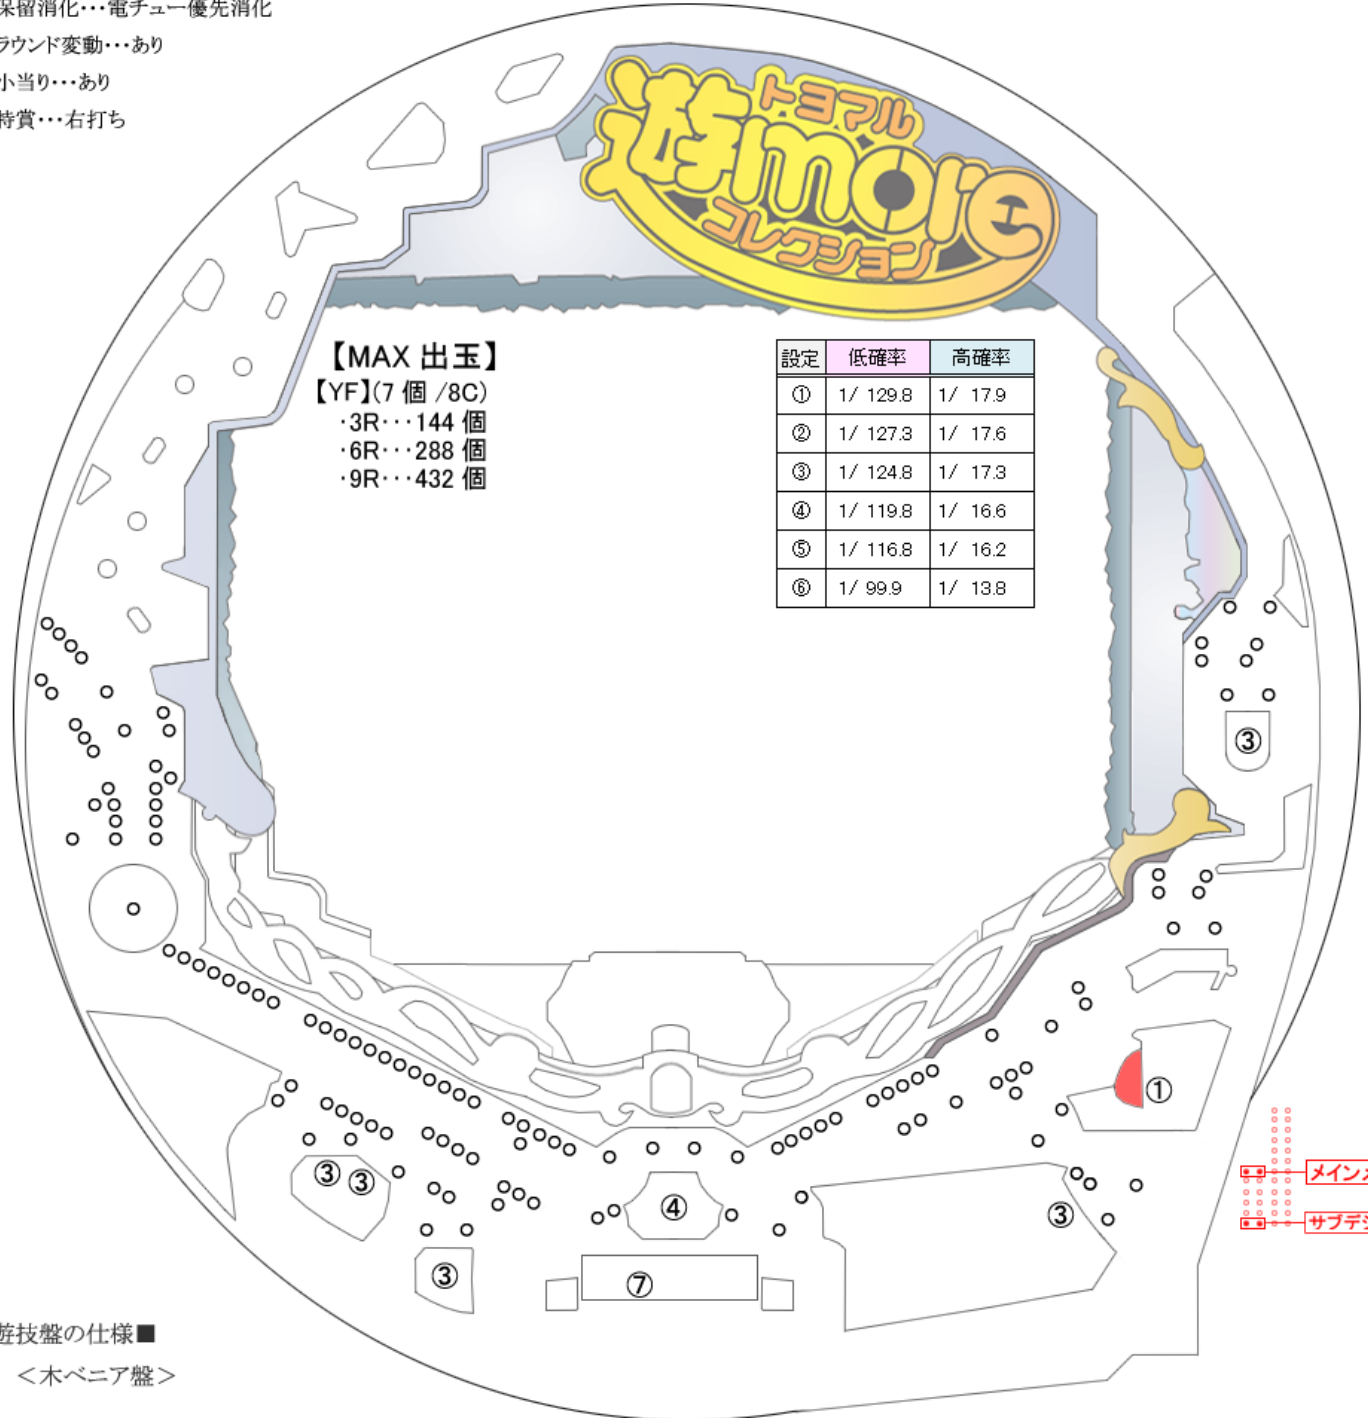 保留消化･･･電チュー優先消化
ラウンド変動･･･あり
小当り･･･あり
特賞･･･右打ち
トヨマル
遊moreコレクション
【MAX 出玉】
【YF】(7 個 /8C)
･3R･･･144 個
･6R･･･288 個
･9R･･･432 個
設定 低確率 高確率
① 1/ 129.8 1/ 17.9
② 1/ 127.3 1/ 17.6
③ 1/ 124.8 1/ 17.3
④ 1/ 119.8 1/ 16.6
⑤ 1/ 116.8 1/ 16.2
⑥ 1/ 99.9 1/ 13.8
③
①
メイン
③ ③
④
③
サブデジ
③
⑦
遊技盤の仕様■
＜木ベニア盤＞